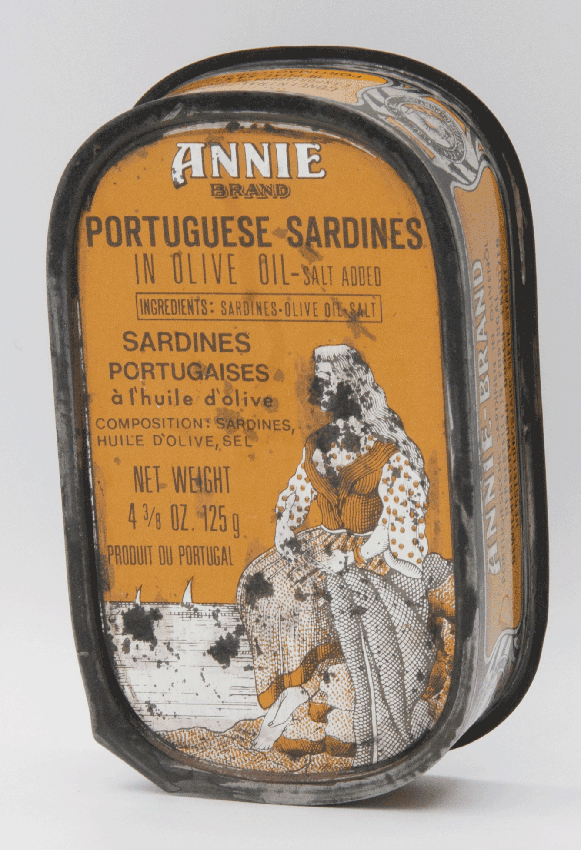 ANNIE
BRAND
PORTUGUESE SARDINES
IN OLIVE OIL-SALT ADDED
INGREDIENTS: SARDINES-OLIVE OIL-SALT
SARDINES
PORTUGAISES
à l'huile d'olive
COMPOSITION: SARDINES,
HUILE D'OLIVE, SEL
NET WEIGHT
4 3/8 OZ. 125 g
PRODUIT DU PORTUGAL
ANNIE-BRAND